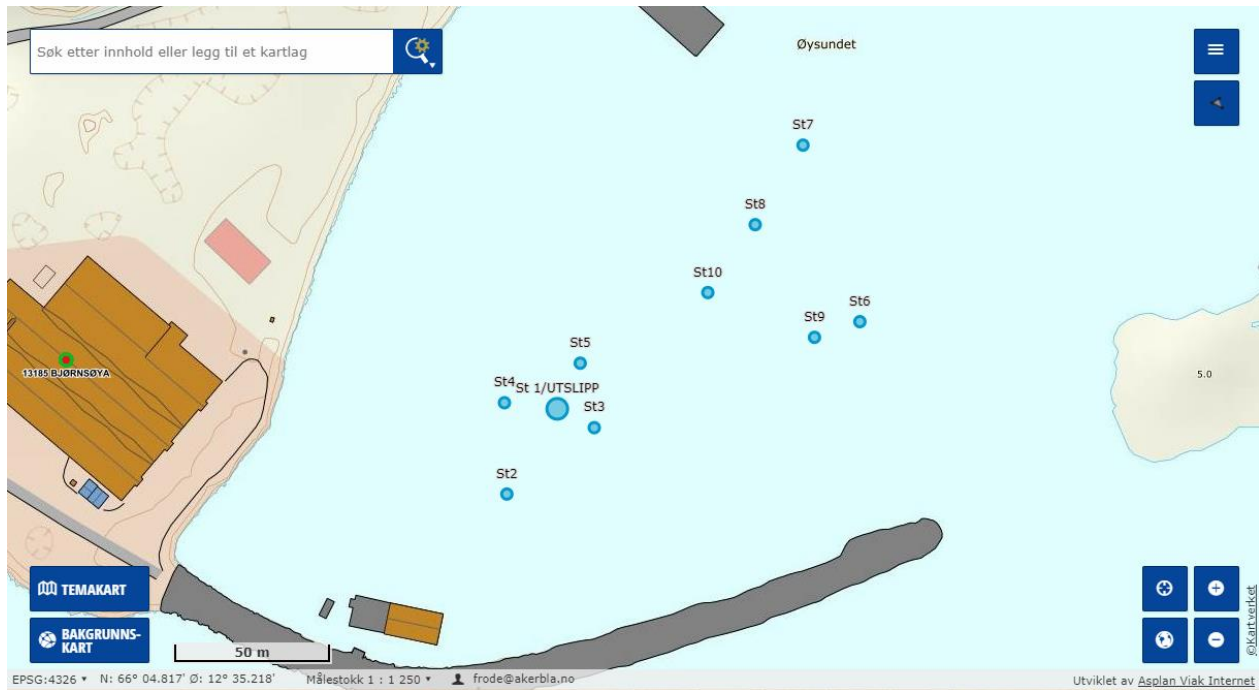 Søk etter innhold eller legg til et kartlag
Øysundet
St7
St8
St10
St9
St6
St5
St4
St 1/UTSLIPP
St3
St2
13185 BJØRNSØYA
5.0
TEMAKART
BAKGRUNNS-
KART
50 m
©Kartverket
EPSG:4326 N: 66° 04.817' Ø: 12° 35.218' Målestokk 1 : 1 250 frode@akerbla.no Utviklet av Asplan Viak Internet